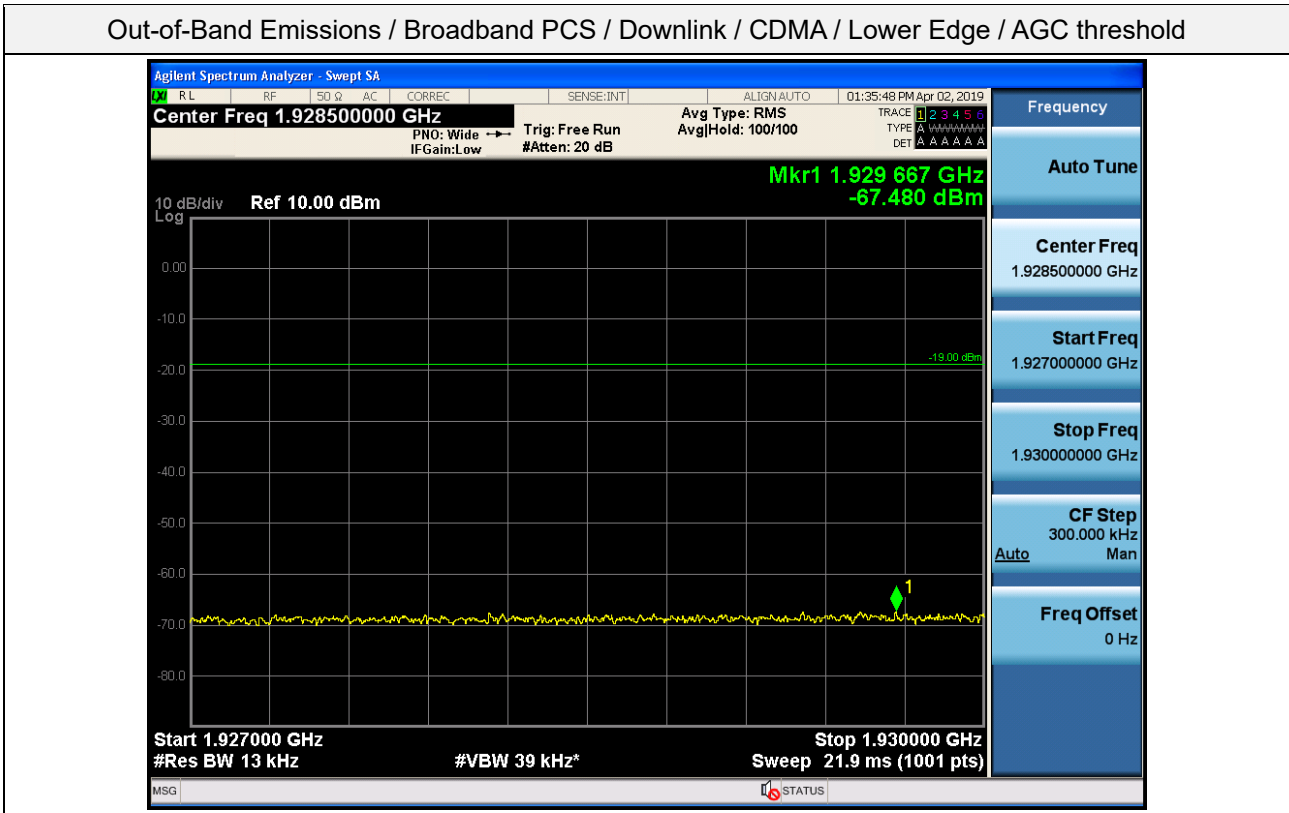 Out-of-Band Emissions / Broadband PCS / Downlink / CDMA / Lower Edge / AGC threshold
Agilent Spectrum Analyzer - Swept SA
LXI RL RF 50 Ω AC CORREC SENSE:INT ALIGN AUTO 01:35:48 PM Apr 02, 2019
Center Freq 1.928500000 GHz
PNO: Wide
IFGain:Low
Trig: Free Run
#Atten: 20 dB
Avg Type: RMS
Avg|Hold: 100/100
TRACE 1 2 3 4 5 6
TYPE A WWWWW
DET A A A A A A
Mkr1 1.929 667 GHz
-67.480 dBm
10 dB/div Ref 10.00 dBm
Log
0.00
-10.0
-19.00 dBm
-20.0
-30.0
-40.0
-50.0
-60.0
1
-70.0
-80.0
Start 1.927000 GHz Stop 1.930000 GHz
#Res BW 13 kHz #VBW 39 kHz* Sweep 21.9 ms (1001 pts)
MSG STATUS
Frequency
Auto Tune
Center Freq
1.928500000 GHz
Start Freq
1.927000000 GHz
Stop Freq
1.930000000 GHz
CF Step
300.000 kHz
Auto Man
Freq Offset
0 Hz